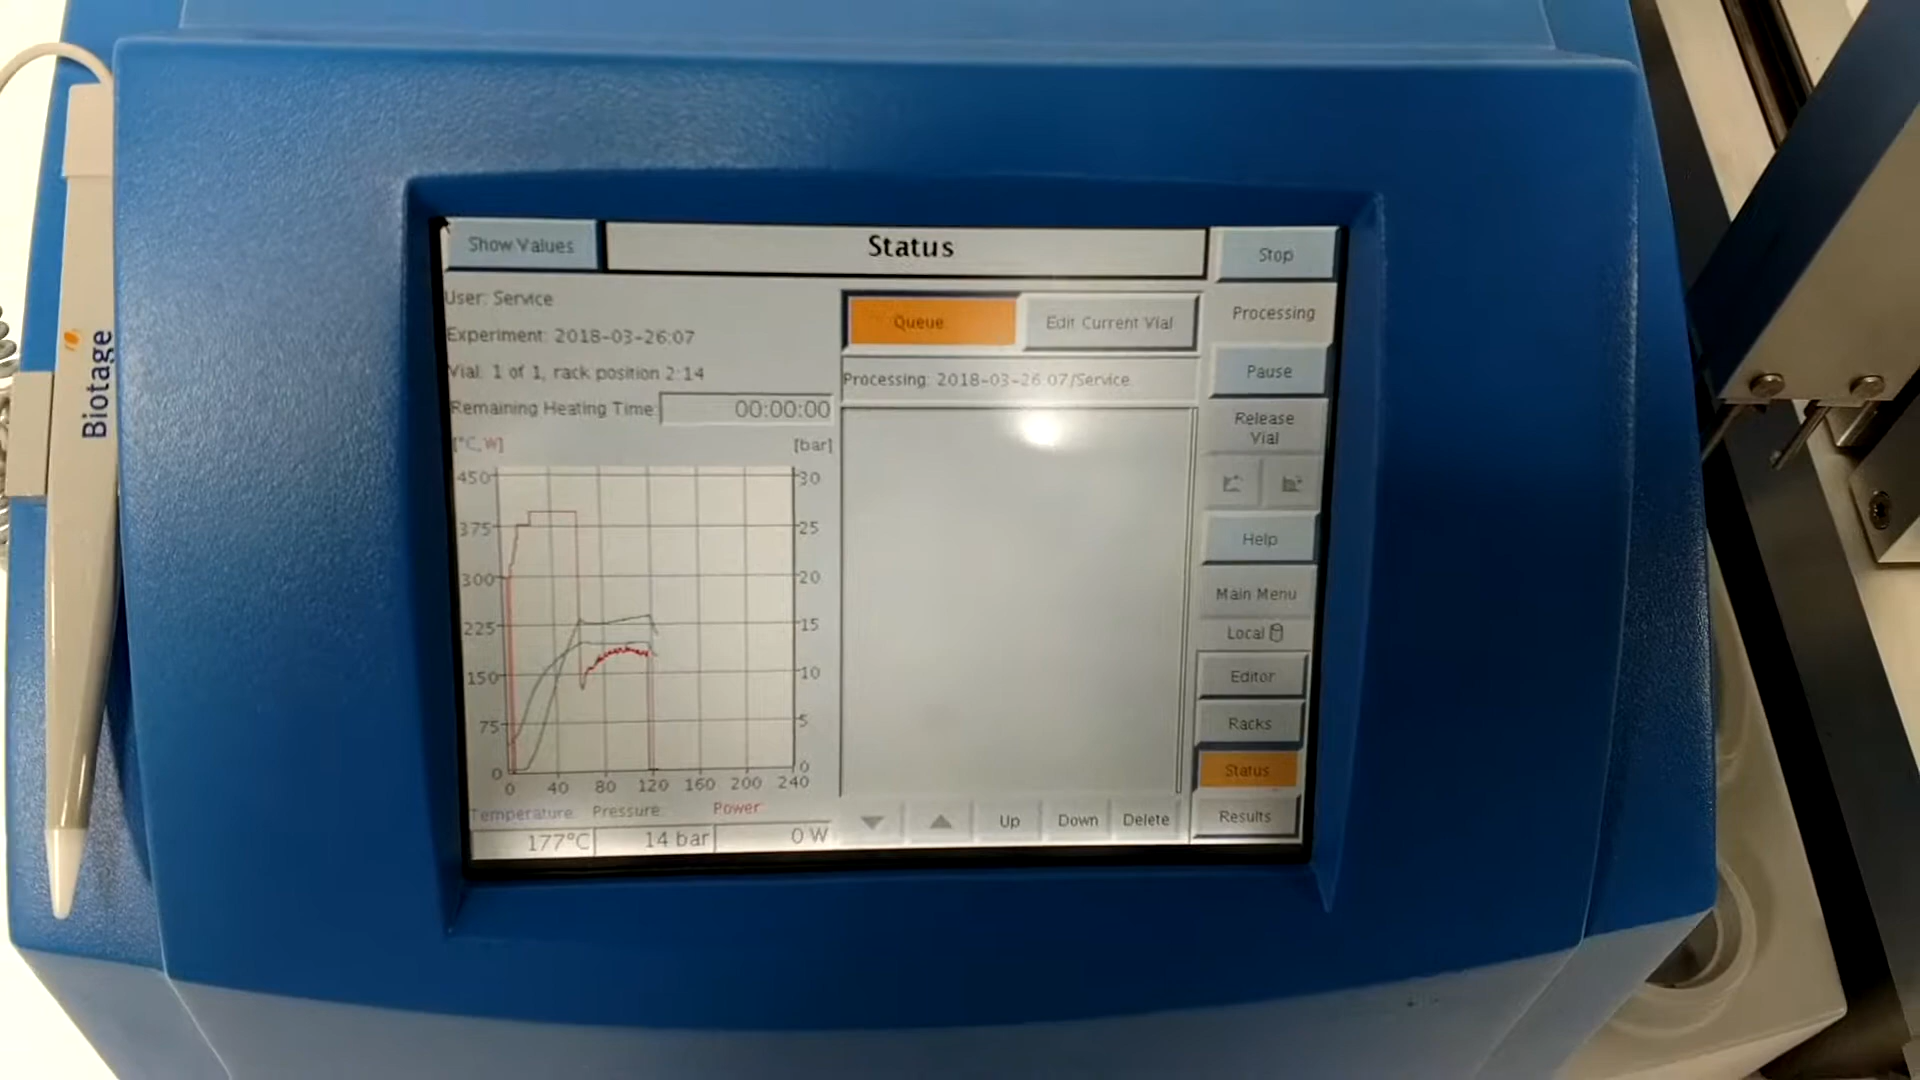 Biotage
Show Values
Status
Stop
User: Service
Experiment: 2018-03-26:07
Vial: 1 of 1, rack position 2:14
Remaining Heating Time: 00:00:00
[°C,W] [bar]
450 30
375 25
300 20
225 15
150 10
75 5
0 0
0 40 80 120 160 200 240
Temperature: Pressure: Power:
177°C 14 bar 0 W
Queue Edit Current Vial
Processing: 2018-03-26:07/Service
Up Down Delete
Processing
Pause
Release
Vial
Help
Main Menu
Local
Editor
Racks
Status
Results